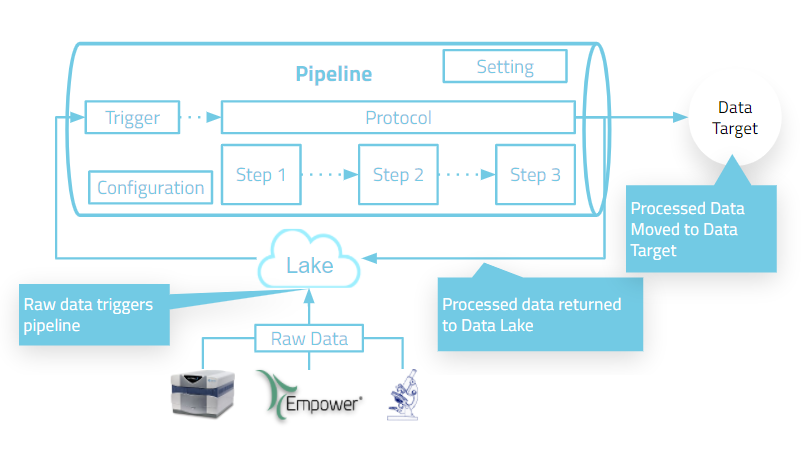 Pipeline
Setting
Trigger
Protocol
Data
Target
Configuration
Step 1
Step 2
Step 3
Processed Data
Moved to Data
Target
Lake
Raw data triggers
pipeline
Processed data returned
to Data Lake
Raw Data
Empower®